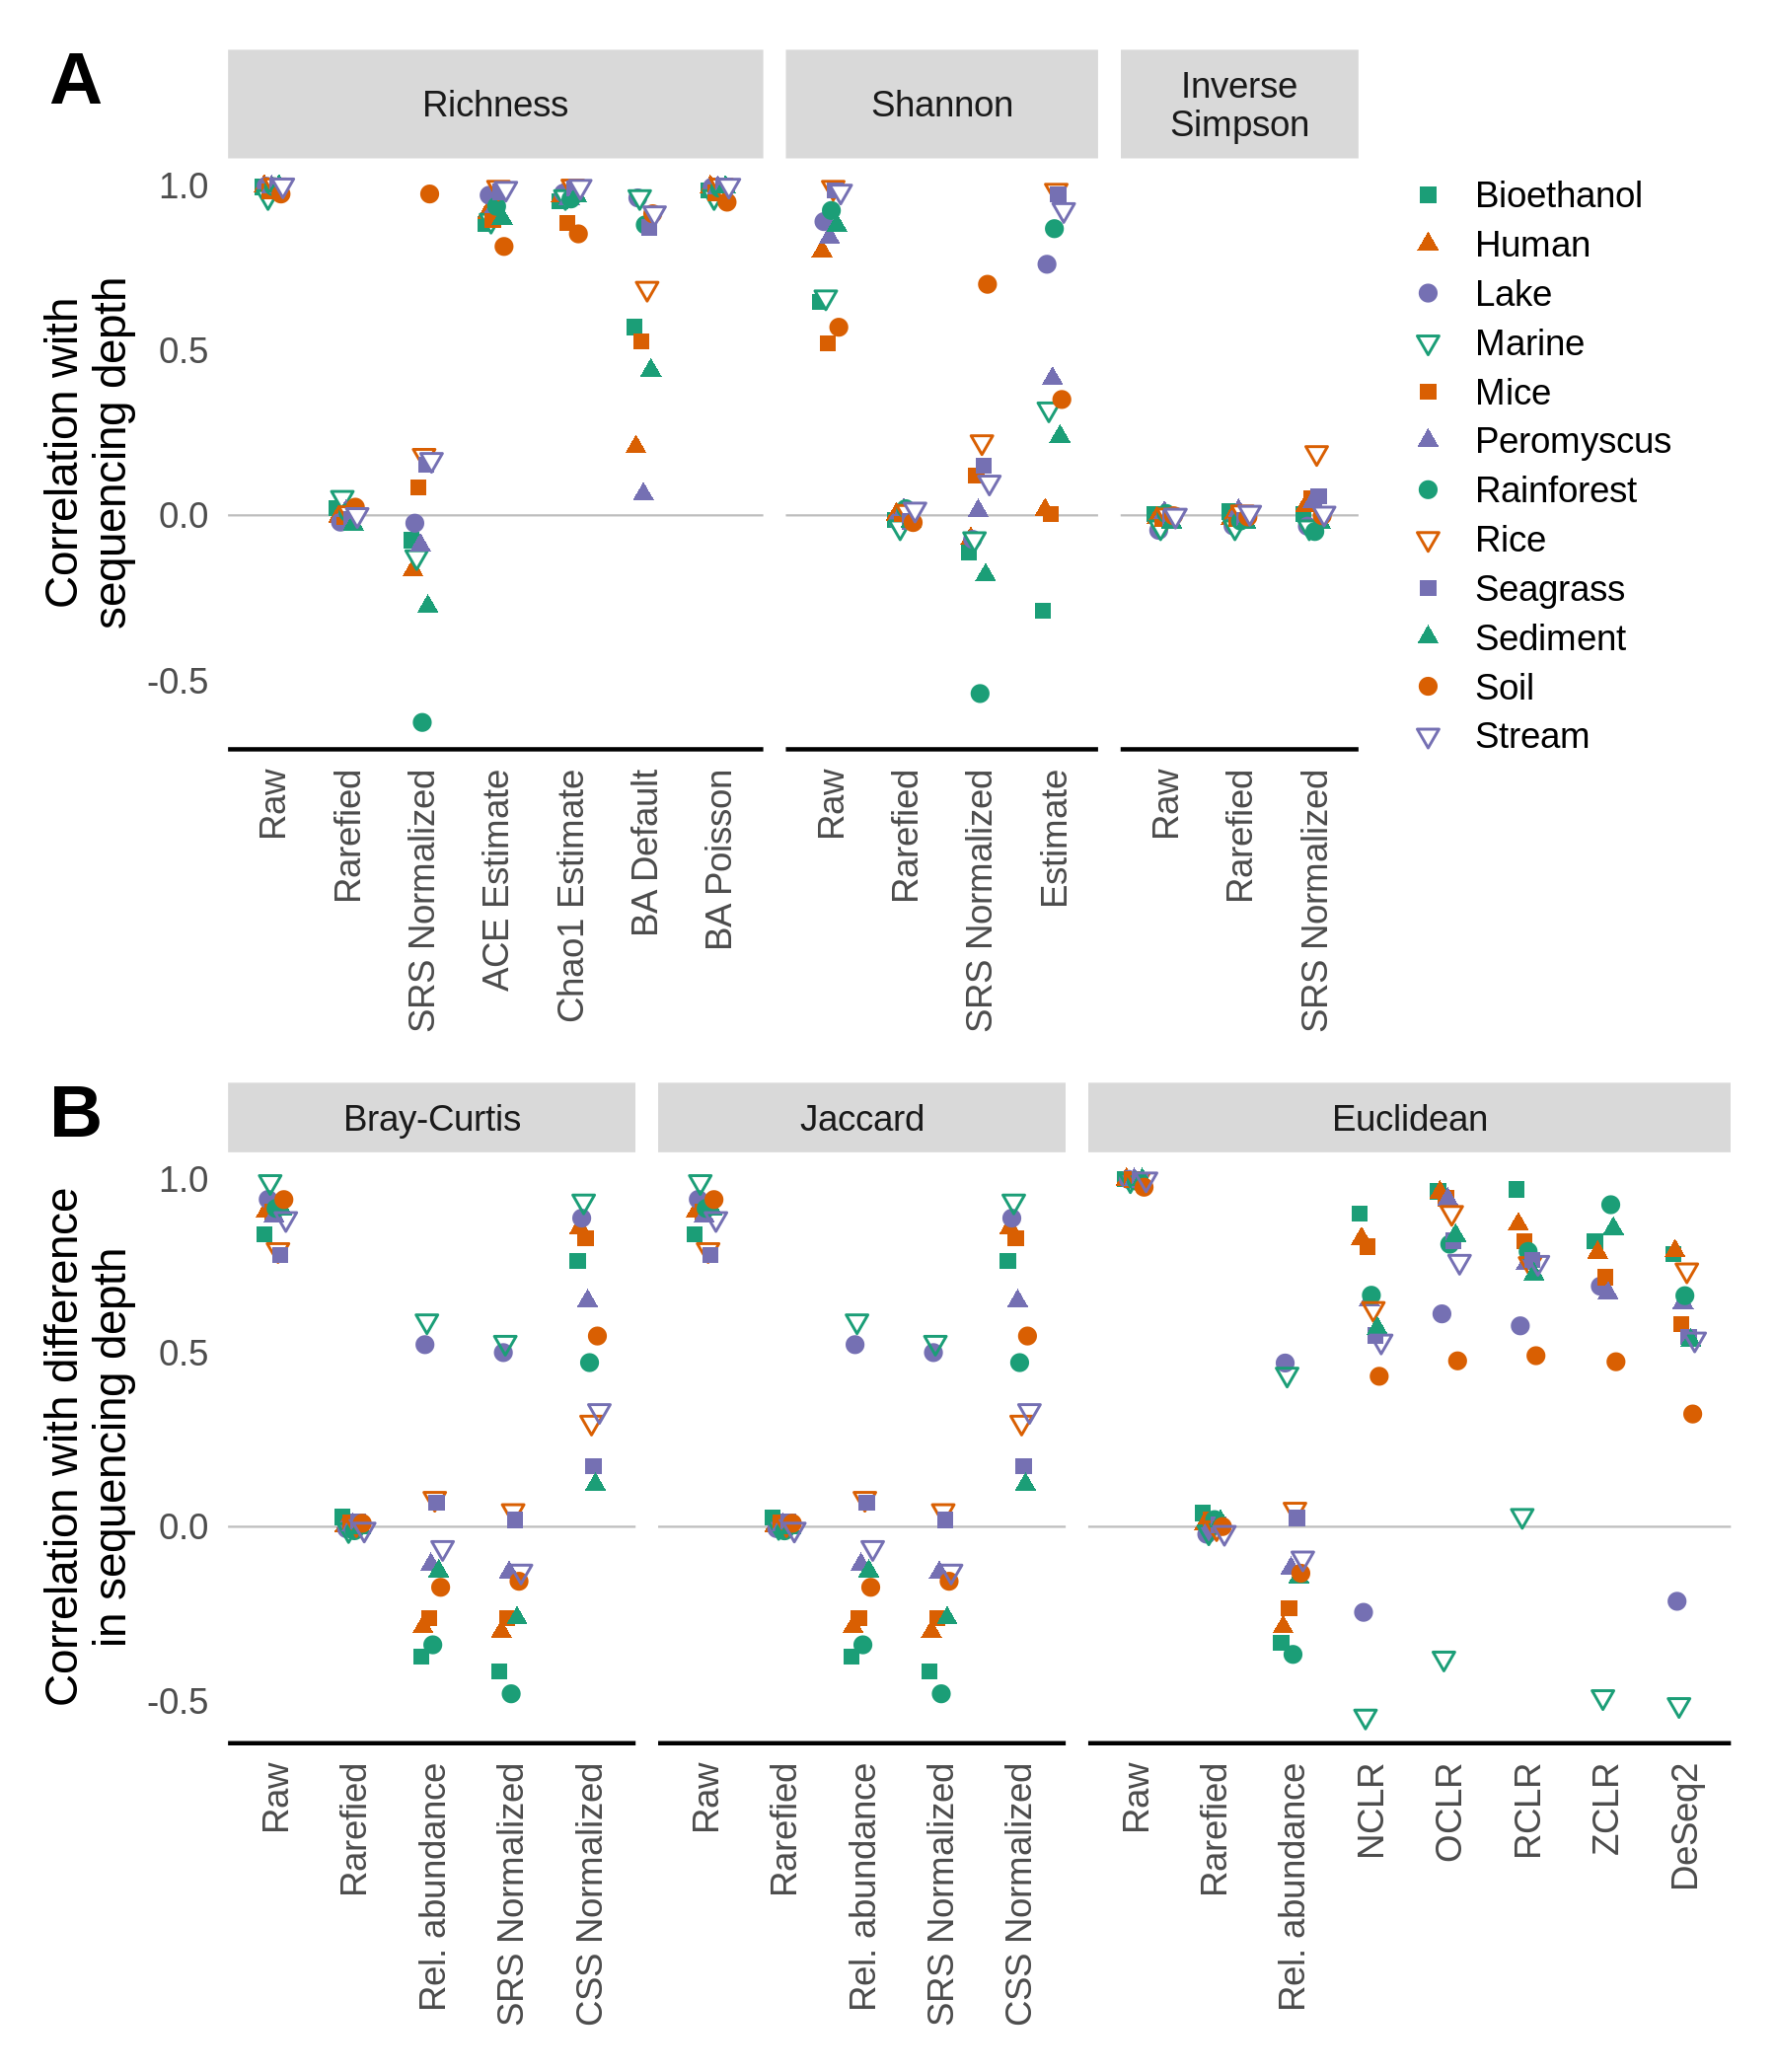 A
Richness
Shannon
Inverse
Simpson
Correlation with
sequencing depth
1.0
0.5
0.0
-0.5
Raw
Rarefied
SRS Normalized
ACE Estimate
Chao1 Estimate
BA Default
BA Poisson
Raw
Rarefied
SRS Normalized
Estimate
Raw
Rarefied
SRS Normalized
Bioethanol
Human
Lake
Marine
Mice
Peromyscus
Rainforest
Rice
Seagrass
Sediment
Soil
Stream
B
Bray-Curtis
Jaccard
Euclidean
Correlation with difference
in sequencing depth
1.0
0.5
0.0
-0.5
Raw
Rarefied
Rel. abundance
SRS Normalized
CSS Normalized
Raw
Rarefied
Rel. abundance
SRS Normalized
CSS Normalized
Raw
Rarefied
Rel. abundance
NCLR
OCLR
RCLR
ZCLR
DeSeq2